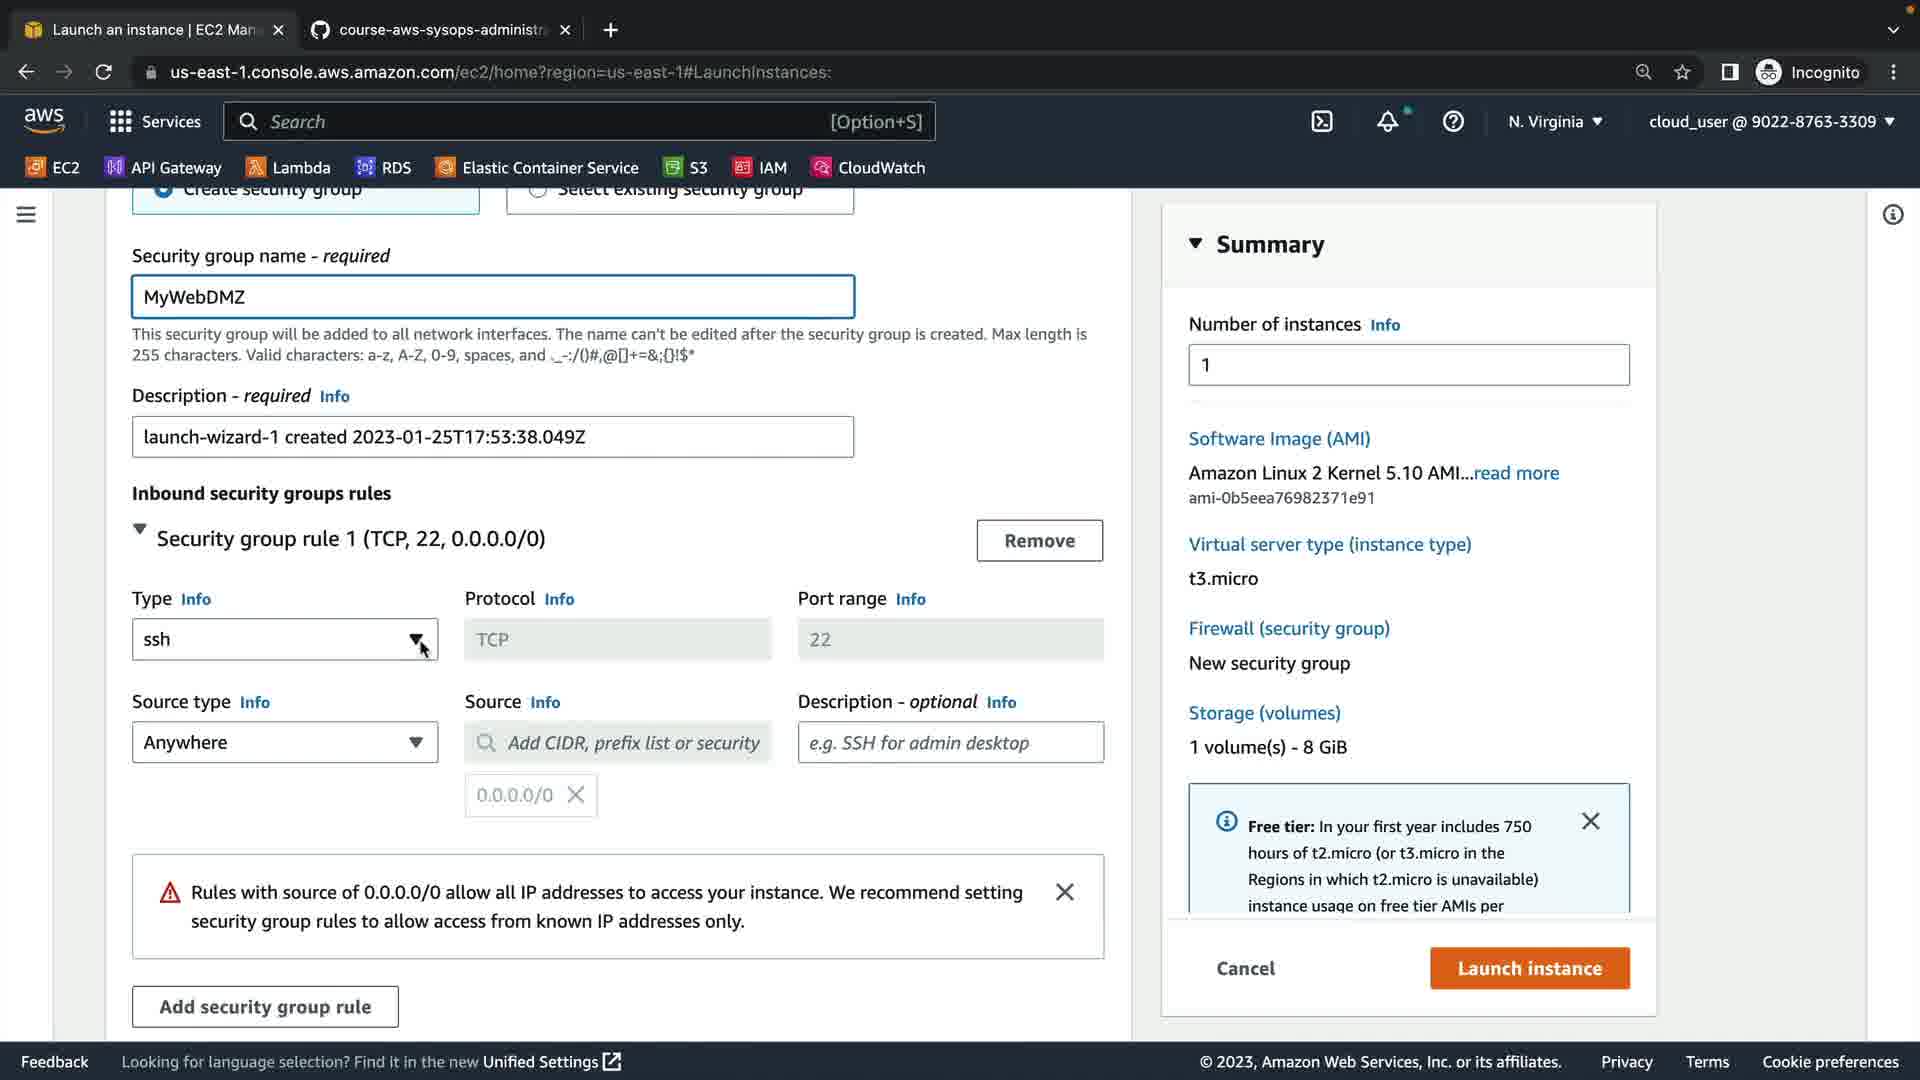 Launch an instance | EC2 Man
course-aws-sysops-administr
us-east-1.console.aws.amazon.com/ec2/home?region=us-east-1#LaunchInstances:
Incognito
aws
Services
Search
[Option+S]
N. Virginia
cloud_user @ 9022-8763-3309
EC2
API Gateway
Lambda
RDS
Elastic Container Service
S3
IAM
CloudWatch
Create security group
Select existing security group
Security group name - required
MyWebDMZ
This security group will be added to all network interfaces. The name can't be edited after the security group is created. Max length is
255 characters. Valid characters: a-z, A-Z, 0-9, spaces, and ._-:/()#,@[]+=&;{}!$*
Description - required Info
launch-wizard-1 created 2023-01-25T17:53:38.049Z
Inbound security groups rules
Security group rule 1 (TCP, 22, 0.0.0.0/0)
Remove
Type Info
Protocol Info
Port range Info
ssh
TCP
22
Source type Info
Source Info
Description - optional Info
Anywhere
Add CIDR, prefix list or security
e.g. SSH for admin desktop
0.0.0.0/0
Rules with source of 0.0.0.0/0 allow all IP addresses to access your instance. We recommend setting
security group rules to allow access from known IP addresses only.
Add security group rule
Summary
Number of instances Info
1
Software Image (AMI)
Amazon Linux 2 Kernel 5.10 AMI...read more
ami-0b5eea76982371e91
Virtual server type (instance type)
t3.micro
Firewall (security group)
New security group
Storage (volumes)
1 volume(s) - 8 GiB
Free tier: In your first year includes 750
hours of t2.micro (or t3.micro in the
Regions in which t2.micro is unavailable)
instance usage on free tier AMIs per
Cancel
Launch instance
Feedback
Looking for language selection? Find it in the new Unified Settings
© 2023, Amazon Web Services, Inc. or its affiliates.
Privacy
Terms
Cookie preferences